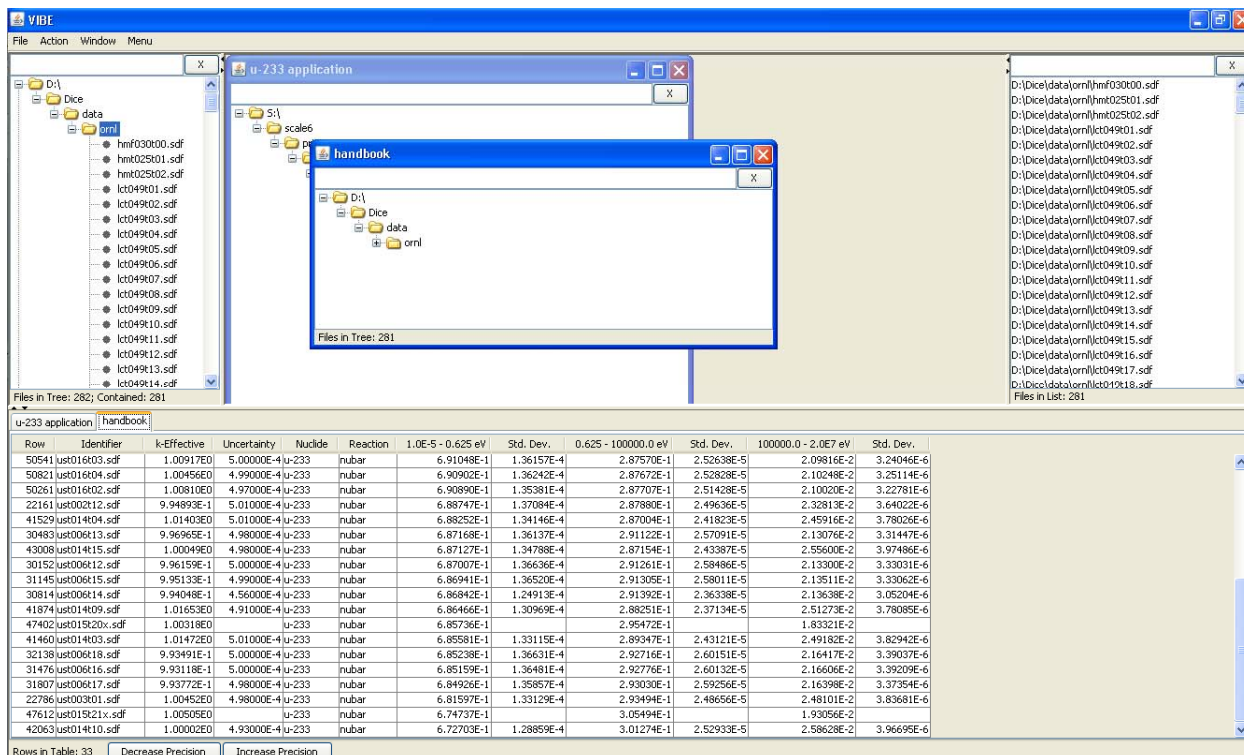 VIBE
File Action Window Menu
X
D:\
Dice
data
ornl
hmf030t00.sdf
hmt025t01.sdf
hmt025t02.sdf
lct049t01.sdf
lct049t02.sdf
lct049t03.sdf
lct049t04.sdf
lct049t05.sdf
lct049t06.sdf
lct049t07.sdf
lct049t08.sdf
lct049t09.sdf
lct049t10.sdf
lct049t11.sdf
lct049t12.sdf
lct049t13.sdf
lct049t14.sdf
Files in Tree: 282; Contained: 281
u-233 application
X
S:\
scale6
handbook
X
D:\
Dice
data
ornl
Files in Tree: 281
X
D:\Dice\data\ornl\hmf030t00.sdf
D:\Dice\data\ornl\hmt025t01.sdf
D:\Dice\data\ornl\hmt025t02.sdf
D:\Dice\data\ornl\lct049t01.sdf
D:\Dice\data\ornl\lct049t02.sdf
D:\Dice\data\ornl\lct049t03.sdf
D:\Dice\data\ornl\lct049t04.sdf
D:\Dice\data\ornl\lct049t05.sdf
D:\Dice\data\ornl\lct049t06.sdf
D:\Dice\data\ornl\lct049t07.sdf
D:\Dice\data\ornl\lct049t08.sdf
D:\Dice\data\ornl\lct049t09.sdf
D:\Dice\data\ornl\lct049t10.sdf
D:\Dice\data\ornl\lct049t11.sdf
D:\Dice\data\ornl\lct049t12.sdf
D:\Dice\data\ornl\lct049t13.sdf
D:\Dice\data\ornl\lct049t14.sdf
D:\Dice\data\ornl\lct049t15.sdf
D:\Dice\data\ornl\lct049t16.sdf
D:\Dice\data\ornl\lct049t17.sdf
D:\Dice\data\ornl\lct049t18.sdf
Files in List: 281
u-233 application handbook
Row Identifier k-Effective Uncertainty Nuclide Reaction 1.0E-5 - 0.625 eV Std. Dev. 0.625 - 100000.0 eV Std. Dev. 100000.0 - 2.0E7 eV Std. Dev.
50541 ust016t03.sdf 1.00917E0 5.00000E-4 u-233 nubar 6.91048E-1 1.36157E-4 2.87570E-1 2.52638E-5 2.09816E-2 3.24046E-6
50821 ust016t04.sdf 1.00456E0 4.99000E-4 u-233 nubar 6.90902E-1 1.36242E-4 2.87672E-1 2.52828E-5 2.10248E-2 3.25114E-6
50261 ust016t02.sdf 1.00810E0 4.97000E-4 u-233 nubar 6.90890E-1 1.35381E-4 2.87707E-1 2.51428E-5 2.10020E-2 3.22781E-6
22161 ust002t12.sdf 9.94893E-1 5.01000E-4 u-233 nubar 6.88747E-1 1.37084E-4 2.87880E-1 2.49636E-5 2.32813E-2 3.64022E-6
41529 ust014t04.sdf 1.01403E0 5.01000E-4 u-233 nubar 6.88252E-1 1.34146E-4 2.87004E-1 2.41823E-5 2.45916E-2 3.78026E-6
30483 ust006t13.sdf 9.96965E-1 4.98000E-4 u-233 nubar 6.87168E-1 1.36137E-4 2.91122E-1 2.57091E-5 2.13076E-2 3.31447E-6
43008 ust014t15.sdf 1.00049E0 4.98000E-4 u-233 nubar 6.87127E-1 1.34788E-4 2.87154E-1 2.43387E-5 2.55600E-2 3.97486E-6
30152 ust006t12.sdf 9.96159E-1 5.00000E-4 u-233 nubar 6.87007E-1 1.36636E-4 2.91261E-1 2.58486E-5 2.13300E-2 3.33031E-6
31145 ust006t15.sdf 9.95133E-1 4.99000E-4 u-233 nubar 6.86941E-1 1.36520E-4 2.91305E-1 2.58011E-5 2.13511E-2 3.33062E-6
30814 ust006t14.sdf 9.94048E-1 4.56000E-4 u-233 nubar 6.86842E-1 1.24913E-4 2.91392E-1 2.36338E-5 2.13638E-2 3.05204E-6
41874 ust014t09.sdf 1.01653E0 4.91000E-4 u-233 nubar 6.86466E-1 1.30969E-4 2.88251E-1 2.37134E-5 2.51273E-2 3.78085E-6
47402 ust015t20x.sdf 1.00318E0 u-233 nubar 6.85736E-1 2.95472E-1 1.83321E-2
41460 ust014t03.sdf 1.01472E0 5.01000E-4 u-233 nubar 6.85581E-1 1.33115E-4 2.89347E-1 2.43121E-5 2.49182E-2 3.82942E-6
32138 ust006t18.sdf 9.93491E-1 5.00000E-4 u-233 nubar 6.85238E-1 1.36631E-4 2.92716E-1 2.60151E-5 2.16417E-2 3.39037E-6
31476 ust006t16.sdf 9.93118E-1 5.00000E-4 u-233 nubar 6.85159E-1 1.36481E-4 2.92776E-1 2.60132E-5 2.16606E-2 3.39209E-6
31807 ust006t17.sdf 9.93772E-1 4.98000E-4 u-233 nubar 6.84926E-1 1.35857E-4 2.93030E-1 2.59256E-5 2.16398E-2 3.37354E-6
22786 ust003t01.sdf 1.00452E0 4.98000E-4 u-233 nubar 6.81597E-1 1.33129E-4 2.93494E-1 2.48656E-5 2.48101E-2 3.83681E-6
47612 ust015t21x.sdf 1.00505E0 u-233 nubar 6.74737E-1 3.05494E-1 1.93056E-2
42063 ust014t10.sdf 1.00002E0 4.93000E-4 u-233 nubar 6.72703E-1 1.28859E-4 3.01274E-1 2.52933E-5 2.58628E-2 3.96695E-6
Rows in Table: 33 Decrease Precision Increase Precision